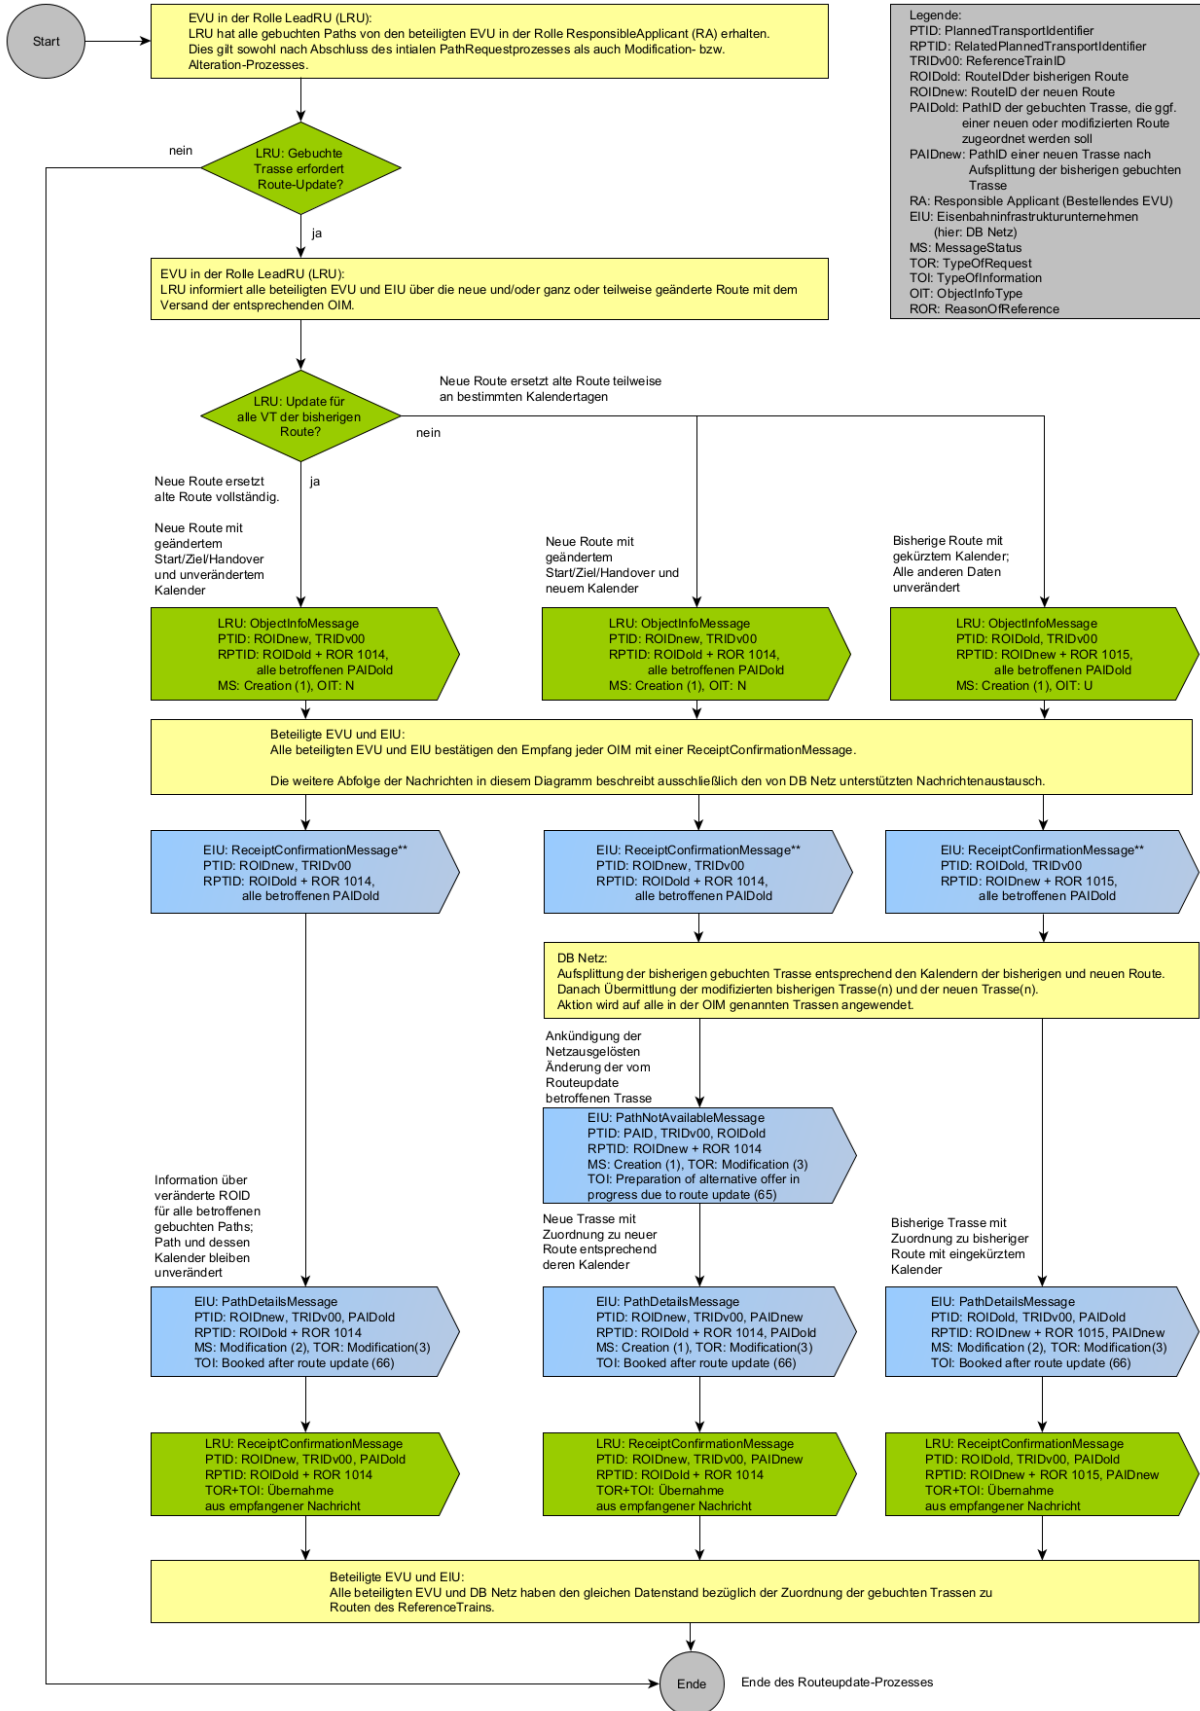 Start
EVU in der Rolle LeadRU (LRU):
LRU hat alle gebuchten Paths von den beteiligten EVU in der Rolle ResponsibleApplicant (RA) erhalten.
Dies gilt sowohl nach Abschluss des intialen PathRequestprozesses als auch Modification- bzw.
Alteration-Prozesses.
Legende:
PTID: PlannedTransportIdentifier
RPTID: RelatedPlannedTransportIdentifier
TRIDv00: ReferenceTrainID
ROIDold: RouteIDder bisherigen Route
ROIDnew: RouteID der neuen Route
PAIDold: PathID der gebuchten Trasse, die ggf.
einer neuen oder modifizierten Route
zugeordnet werden soll
PAIDnew: PathID einer neuen Trasse nach
Aufsplittung der bisherigen gebuchten
Trasse
RA: Responsible Applicant (Bestellendes EVU)
EIU: Eisenbahninfrastrukturunternehmen
(hier: DB Netz)
MS: MessageStatus
TOR: TypeOfRequest
TOI: TypeOfInformation
OIT: ObjectInfoType
ROR: ReasonOfReference
nein
LRU: Gebuchte
Trasse erfordert
Route-Update?
ja
EVU in der Rolle LeadRU (LRU):
LRU informiert alle beteiligten EVU und EIU über die neue und/oder ganz oder teilweise geänderte Route mit dem
Versand der entsprechenden OIM.
LRU: Update für
alle VT der bisherigen
Route?
Neue Route ersetzt alte Route teilweise
an bestimmten Kalendertagen
nein
ja
Neue Route ersetzt
alte Route vollständig.
Neue Route mit
geändertem
Start/Ziel/Handover
und unverändertem
Kalender
Neue Route mit
geändertem
Start/Ziel/Handover und
neuem Kalender
Bisherige Route mit
gekürztem Kalender;
Alle anderen Daten
unverändert
LRU: ObjectInfoMessage
PTID: ROIDnew, TRIDv00
RPTID: ROIDold + ROR 1014,
alle betroffenen PAIDold
MS: Creation (1), OIT: N
LRU: ObjectInfoMessage
PTID: ROIDnew, TRIDv00
RPTID: ROIDold + ROR 1014,
alle betroffenen PAIDold
MS: Creation (1), OIT: N
LRU: ObjectInfoMessage
PTID: ROIDold, TRIDv00
RPTID: ROIDnew + ROR 1015,
alle betroffenen PAIDold
MS: Creation (1), OIT: U
Beteiligte EVU und EIU:
Alle beteiligten EVU und EIU bestätigen den Empfang jeder OIM mit einer ReceiptConfirmationMessage.
Die weitere Abfolge der Nachrichten in diesem Diagramm beschreibt ausschließlich den von DB Netz unterstützten Nachrichtenaustausch.
EIU: ReceiptConfirmationMessage**
PTID: ROIDnew, TRIDv00
RPTID: ROIDold + ROR 1014,
alle betroffenen PAIDold
EIU: ReceiptConfirmationMessage**
PTID: ROIDnew, TRIDv00
RPTID: ROIDold + ROR 1014,
alle betroffenen PAIDold
EIU: ReceiptConfirmationMessage**
PTID: ROIDold, TRIDv00
RPTID: ROIDnew + ROR 1015,
alle betroffenen PAIDold
DB Netz:
Aufsplittung der bisherigen gebuchten Trasse entsprechend den Kalendern der bisherigen und neuen Route.
Danach Übermittlung der modifizierten bisherigen Trasse(n) und der neuen Trasse(n).
Aktion wird auf alle in der OIM genannten Trassen angewendet.
Ankündigung der
Netzausgelösten
Änderung der vom
Routeupdate
betroffenen Trasse
EIU: PathNotAvailableMessage
PTID: PAID, TRIDv00, ROIDold
RPTID: ROIDnew + ROR 1014
MS: Creation (1), TOR: Modification (3)
TOI: Preparation of alternative offer in
progress due to route update (65)
Information über
veränderte ROID
für alle betroffenen
gebuchten Paths;
Path und dessen
Kalender bleiben
unverändert
Neue Trasse mit
Zuordnung zu neuer
Route entsprechend
deren Kalender
Bisherige Trasse mit
Zuordnung zu bisheriger
Route mit eingekürztem
Kalender
EIU: PathDetailsMessage
PTID: ROIDnew, TRIDv00, PAIDold
RPTID: ROIDold + ROR 1014
MS: Modification (2), TOR: Modification(3)
TOI: Booked after route update (66)
EIU: PathDetailsMessage
PTID: ROIDnew, TRIDv00, PAIDnew
RPTID: ROIDold + ROR 1014, PAIDold
MS: Creation (1), TOR: Modification(3)
TOI: Booked after route update (66)
EIU: PathDetailsMessage
PTID: ROIDold, TRIDv00, PAIDold
RPTID: ROIDnew + ROR 1015, PAIDnew
MS: Modification (2), TOR: Modification(3)
TOI: Booked after route update (66)
LRU: ReceiptConfirmationMessage
PTID: ROIDnew, TRIDv00, PAIDold
RPTID: ROIDold + ROR 1014
TOR+TOI: Übernahme
aus empfangener Nachricht
LRU: ReceiptConfirmationMessage
PTID: ROIDnew, TRIDv00, PAIDnew
RPTID: ROIDold + ROR 1014
TOR+TOI: Übernahme
aus empfangener Nachricht
LRU: ReceiptConfirmationMessage
PTID: ROIDold, TRIDv00, PAIDold
RPTID: ROIDnew + ROR 1015, PAIDnew
TOR+TOI: Übernahme
aus empfangener Nachricht
Beteiligte EVU und EIU:
Alle beteiligten EVU und DB Netz haben den gleichen Datenstand bezüglich der Zuordnung der gebuchten Trassen zu
Routen des ReferenceTrains.
Ende
Ende des Routeupdate-Prozesses